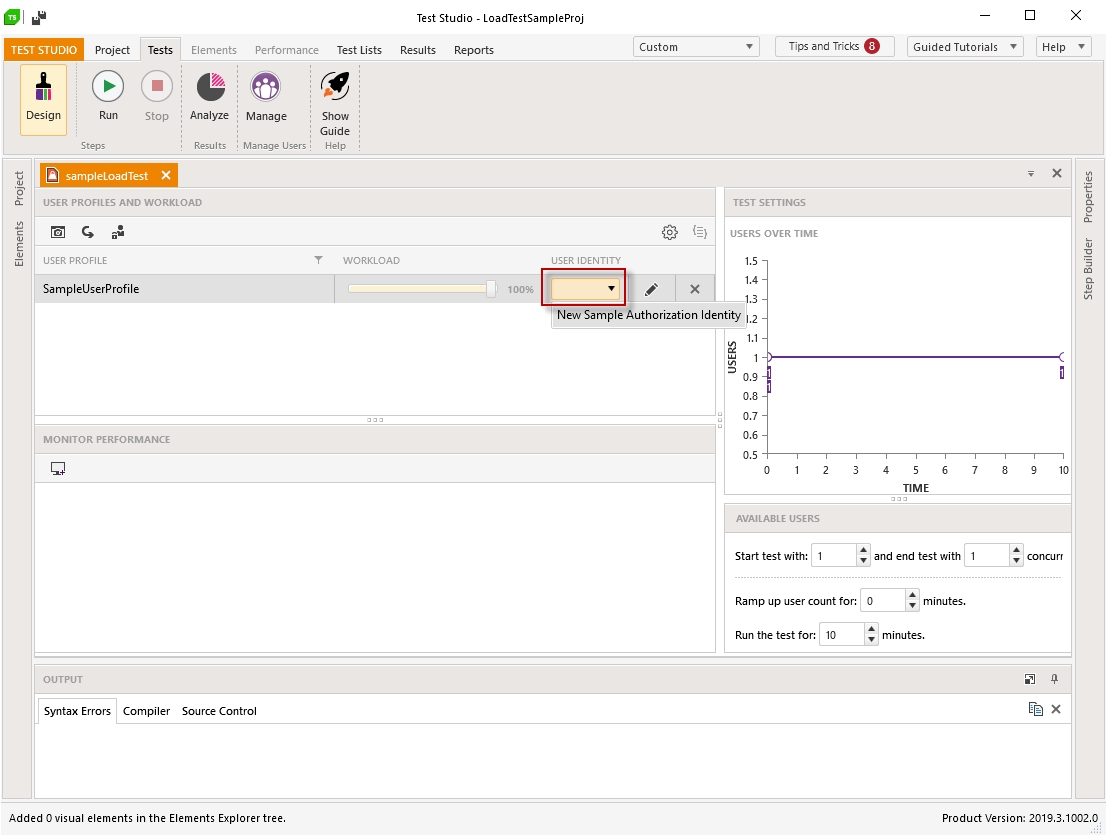 TS
Test Studio - LoadTestSampleProj
TEST STUDIO Project Tests Elements Performance Test Lists Results Reports Custom Tips and Tricks 8 Guided Tutorials Help
Design Run Stop Analyze Manage Show Guide
Steps Results Manage Users Help
Project
Elements
sampleLoadTest
USER PROFILES AND WORKLOAD
USER PROFILE WORKLOAD USER IDENTITY
SampleUserProfile 100%
New Sample Authorization Identity
MONITOR PERFORMANCE
TEST SETTINGS
USERS OVER TIME
1.5
1.4
1.3
1.2
1.1
1
0.9
0.8
0.7
0.6
0.5
USERS
1
1
1
0 1 2 3 4 5 6 7 8 9 10
TIME
AVAILABLE USERS
Start test with: 1 and end test with 1 concurr
Ramp up user count for: 0 minutes.
Run the test for: 10 minutes.
Properties
Step Builder
OUTPUT
Syntax Errors Compiler Source Control
Added 0 visual elements in the Elements Explorer tree. Product Version: 2019.3.1002.0